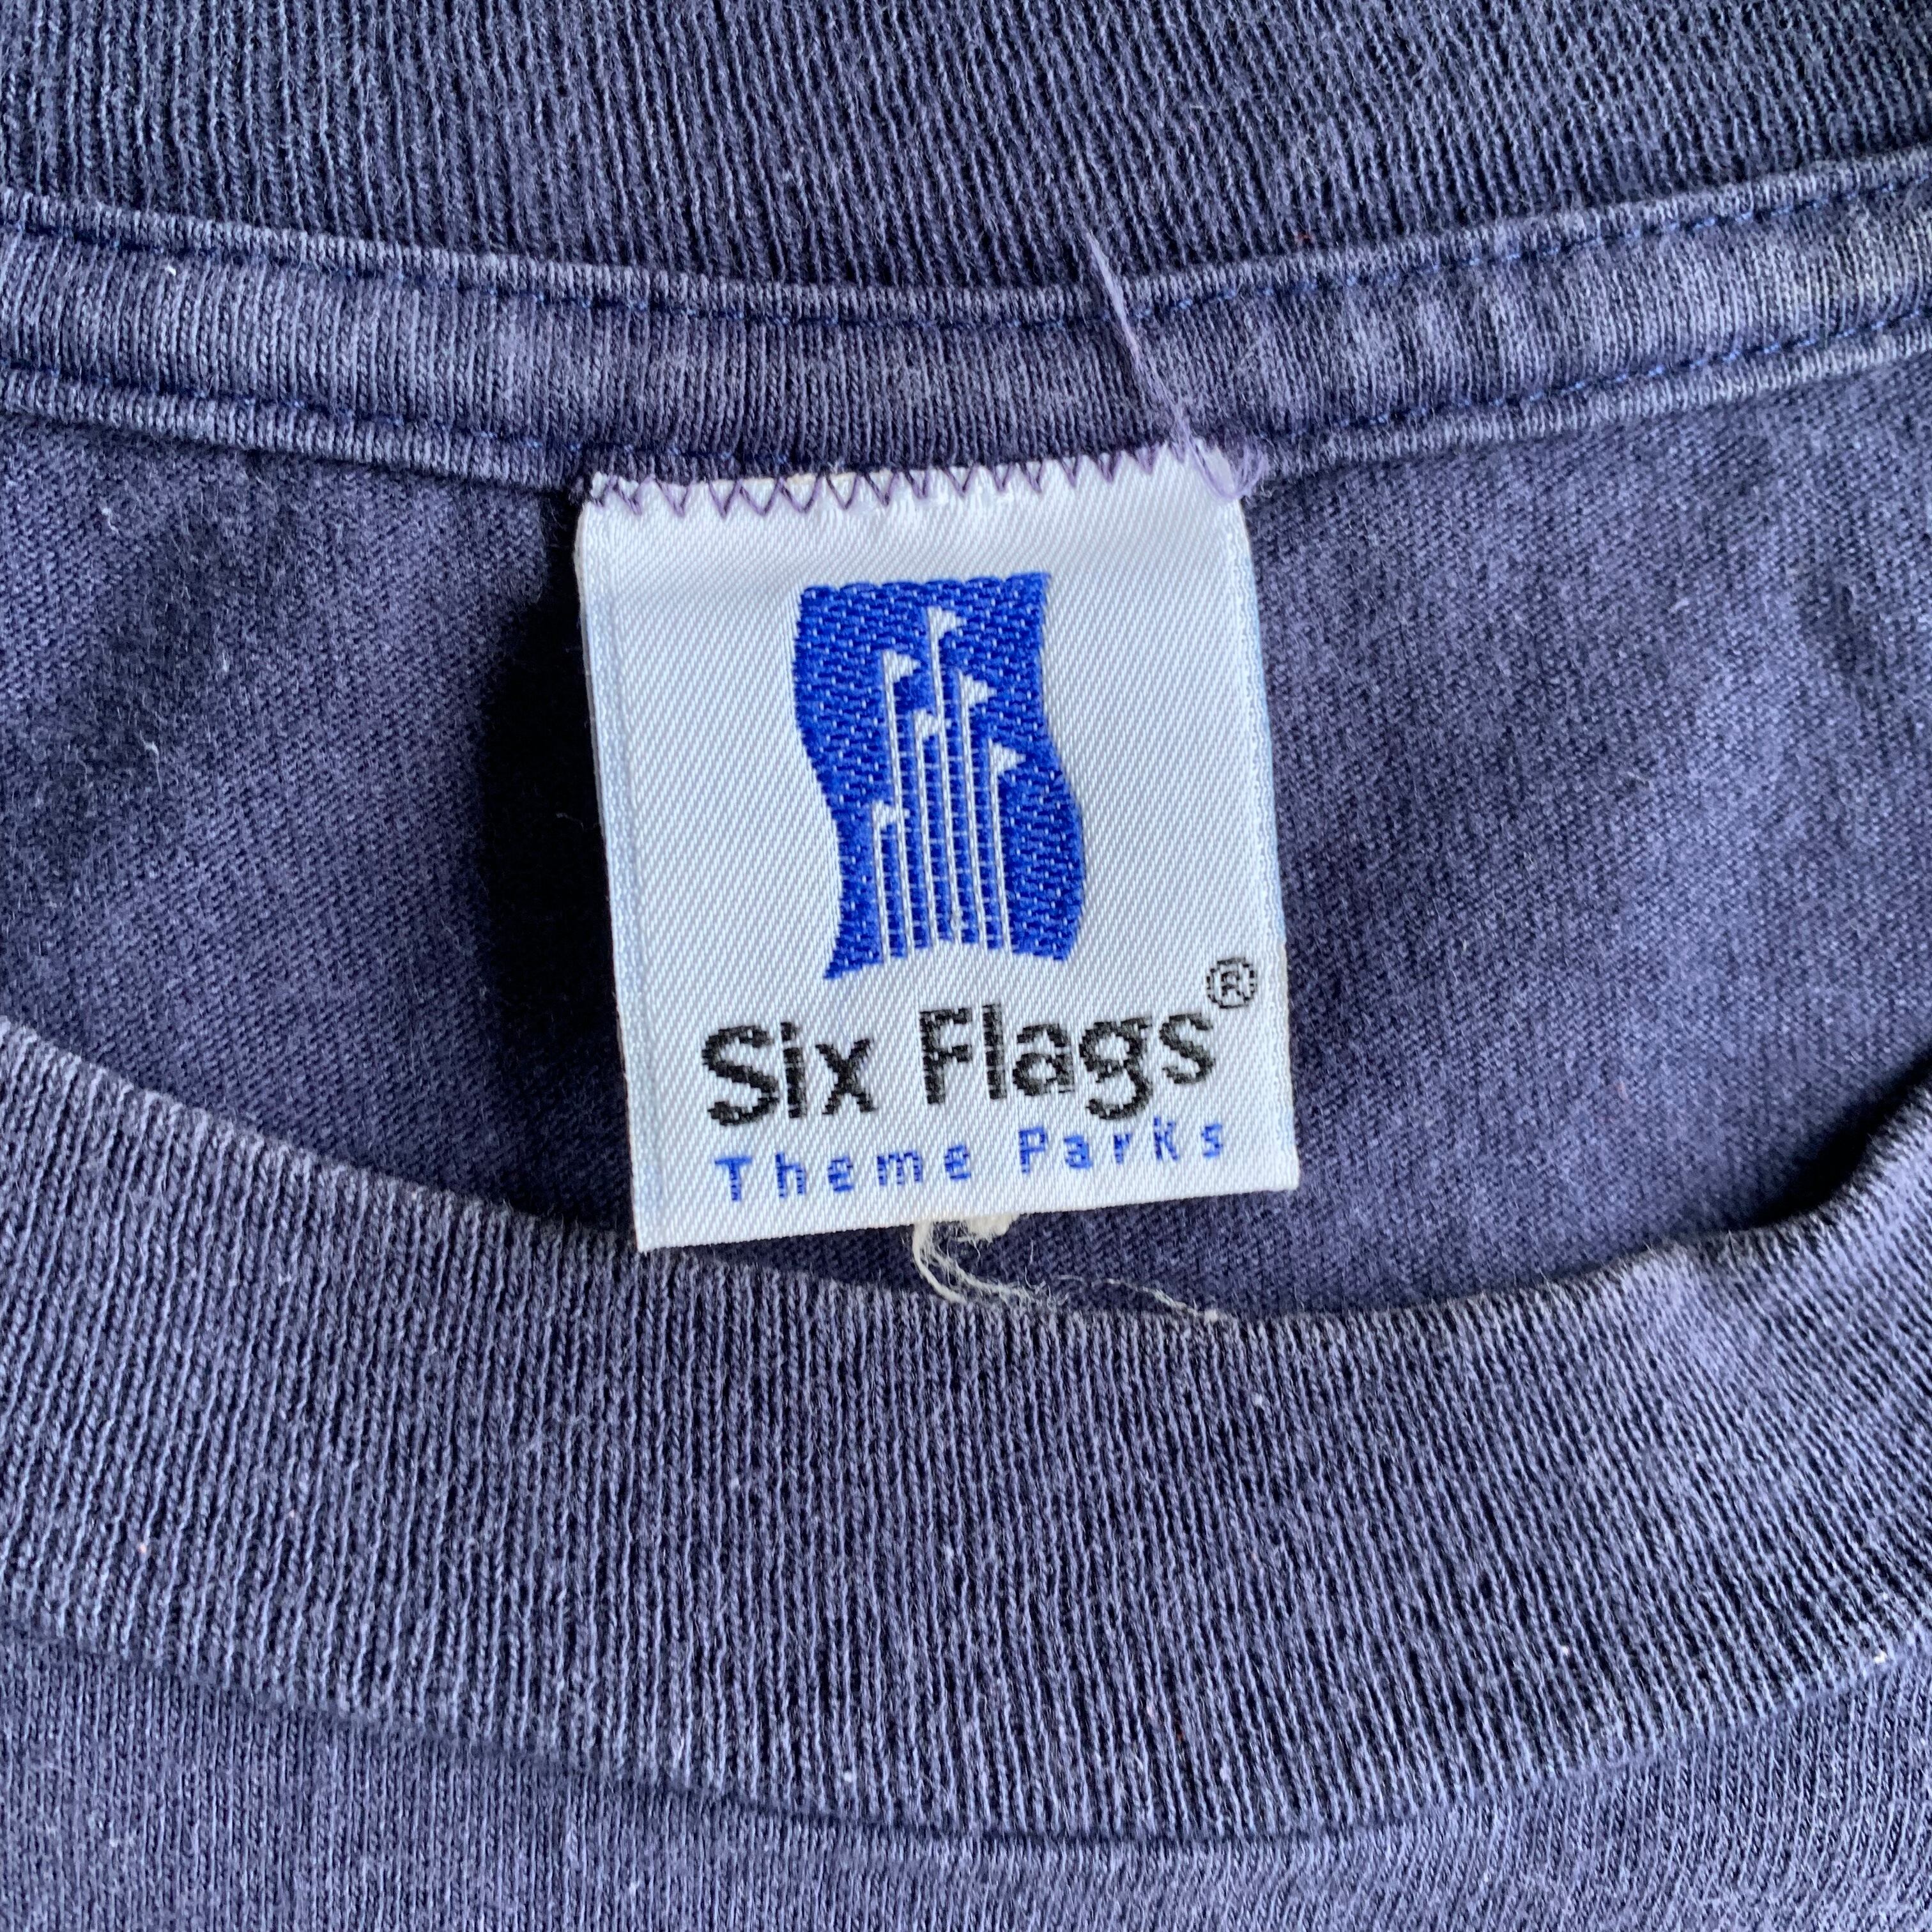 Six Flags®
Theme Parks